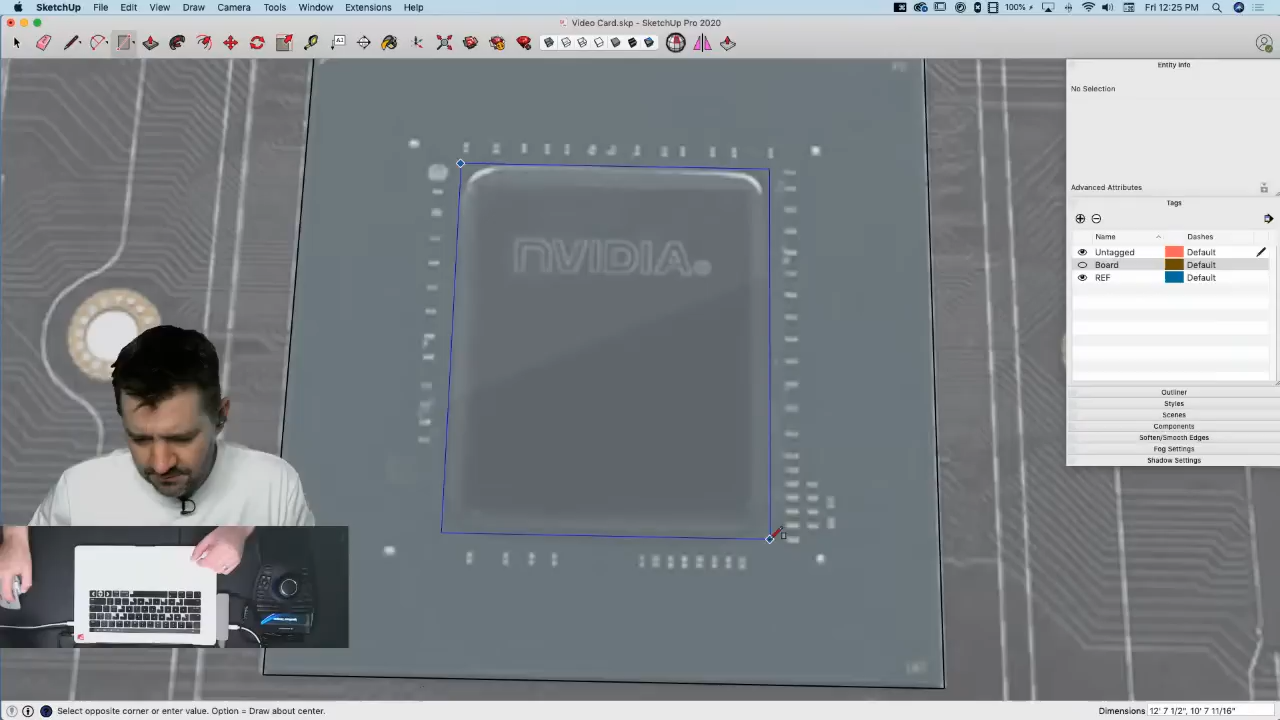 SketchUp File Edit View Draw Camera Tools Window Extensions Help 100% Fri 12:25 PM
Video Card.skp - SketchUp Pro 2020
Entity Info
No Selection
Advanced Attributes
Tags
Name Dashes
Untagged Default
Board Default
REF Default
Outliner
Styles
Scenes
Components
Soften/Smooth Edges
Fog Settings
Shadow Settings
NVIDIA.
Select opposite corner or enter value. Option = Draw about center.
Dimensions 12' 7 1/2", 10' 7 11/16"